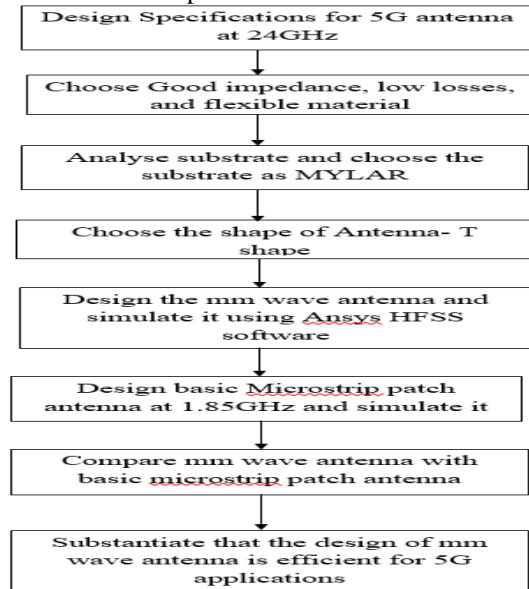 Design Specifications for 5G antenna
at 24GHz
Choose Good impedance, low losses,
and flexible material
Analyse substrate and choose the
substrate as MYLAR
Choose the shape of Antenna- T
shape
Design the mm wave antenna and
simulate it using Ansys HFSS
software
Design basic Microstrip patch
antenna at 1.85GHz and simulate it
Compare mm wave antenna with
basic microstrip patch antenna
Substantiate that the design of mm
wave antenna is efficient for 5G
applications